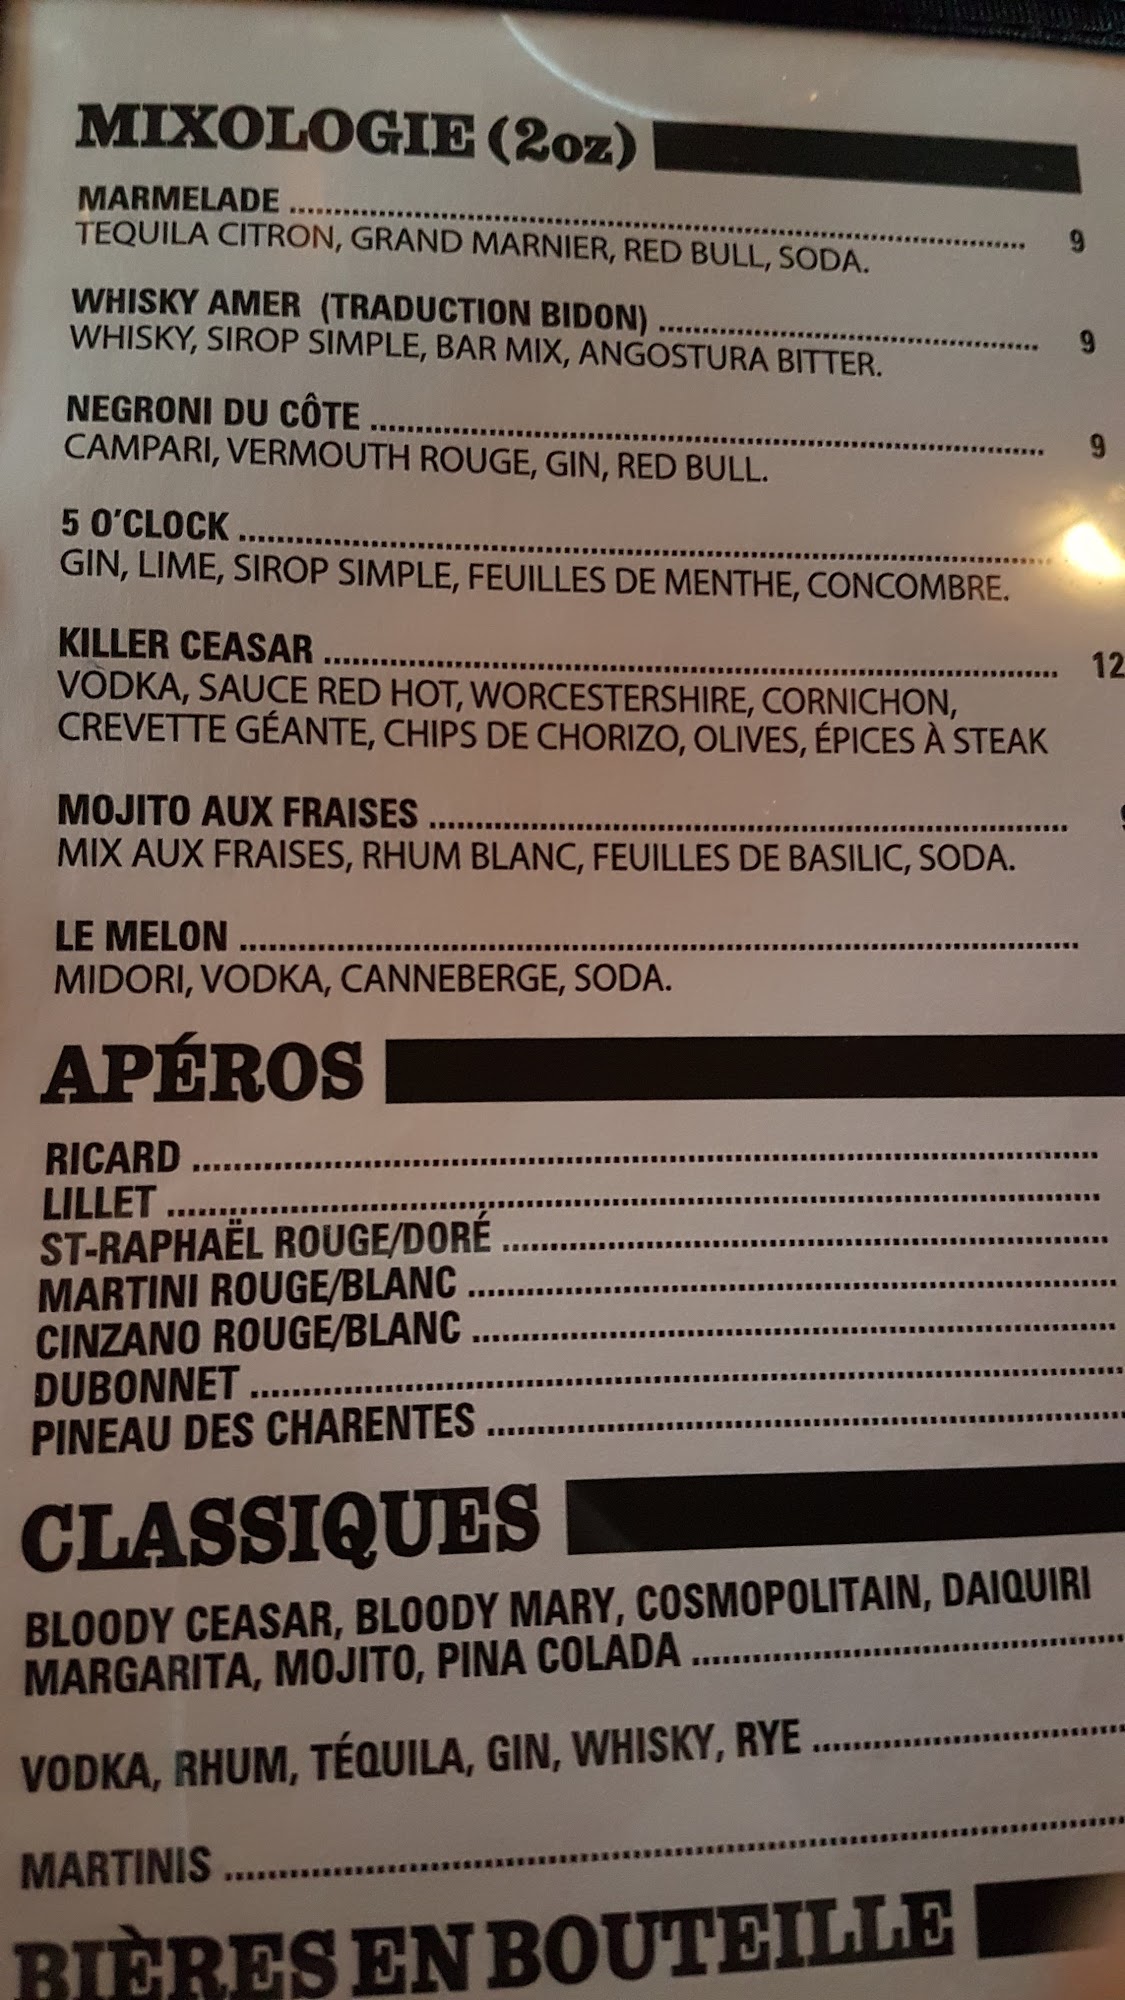 MIXOLOGIE (2oz)
MARMELADE ........ 9
TEQUILA CITRON, GRAND MARNIER, RED BULL, SODA.
WHISKY AMER (TRADUCTION BIDON) ........ 9
WHISKY, SIROP SIMPLE, BAR MIX, ANGOSTURA BITTER.
NEGRONI DU CÔTE ........ 9
CAMPARI, VERMOUTH ROUGE, GIN, RED BULL.
5 O'CLOCK ........
GIN, LIME, SIROP SIMPLE, FEUILLES DE MENTHE, CONCOMBRE.
KILLER CEASAR ........ 12
VODKA, SAUCE RED HOT, WORCESTERSHIRE, CORNICHON,
CREVETTE GÉANTE, CHIPS DE CHORIZO, OLIVES, ÉPICES À STEAK
MOJITO AUX FRAISES ........
MIX AUX FRAISES, RHUM BLANC, FEUILLES DE BASILIC, SODA.
LE MELON ........
MIDORI, VODKA, CANNEBERGE, SODA.
APÉROS
RICARD ........
LILLET ........
ST-RAPHAËL ROUGE/DORÉ ........
MARTINI ROUGE/BLANC ........
CINZANO ROUGE/BLANC ........
DUBONNET ........
PINEAU DES CHARENTES ........
CLASSIQUES
BLOODY CEASAR, BLOODY MARY, COSMOPOLITAIN, DAIQUIRI
MARGARITA, MOJITO, PINA COLADA ........
VODKA, RHUM, TÉQUILA, GIN, WHISKY, RYE ........
MARTINIS ........
BIÈRES EN BOUTEILLE